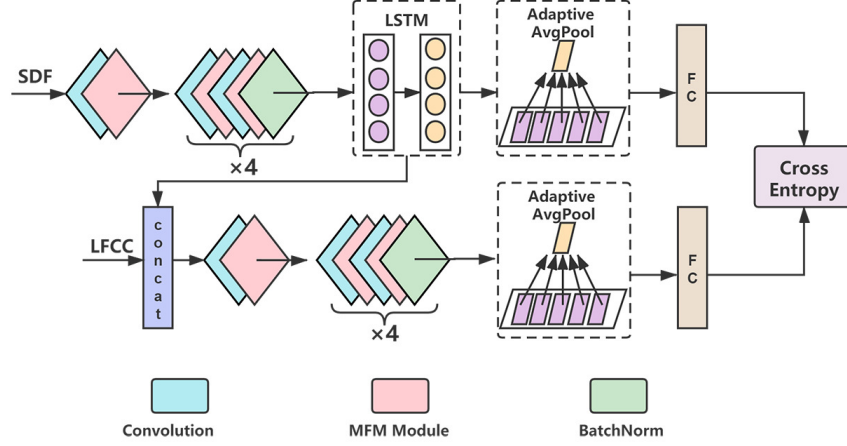 LSTM
Adaptive
AvgPool
SDF
F
C
×4
Cross
Entropy
Adaptive
AvgPool
LFCC
c
o
n
c
a
t
F
C
×4
Convolution
MFM Module
BatchNorm